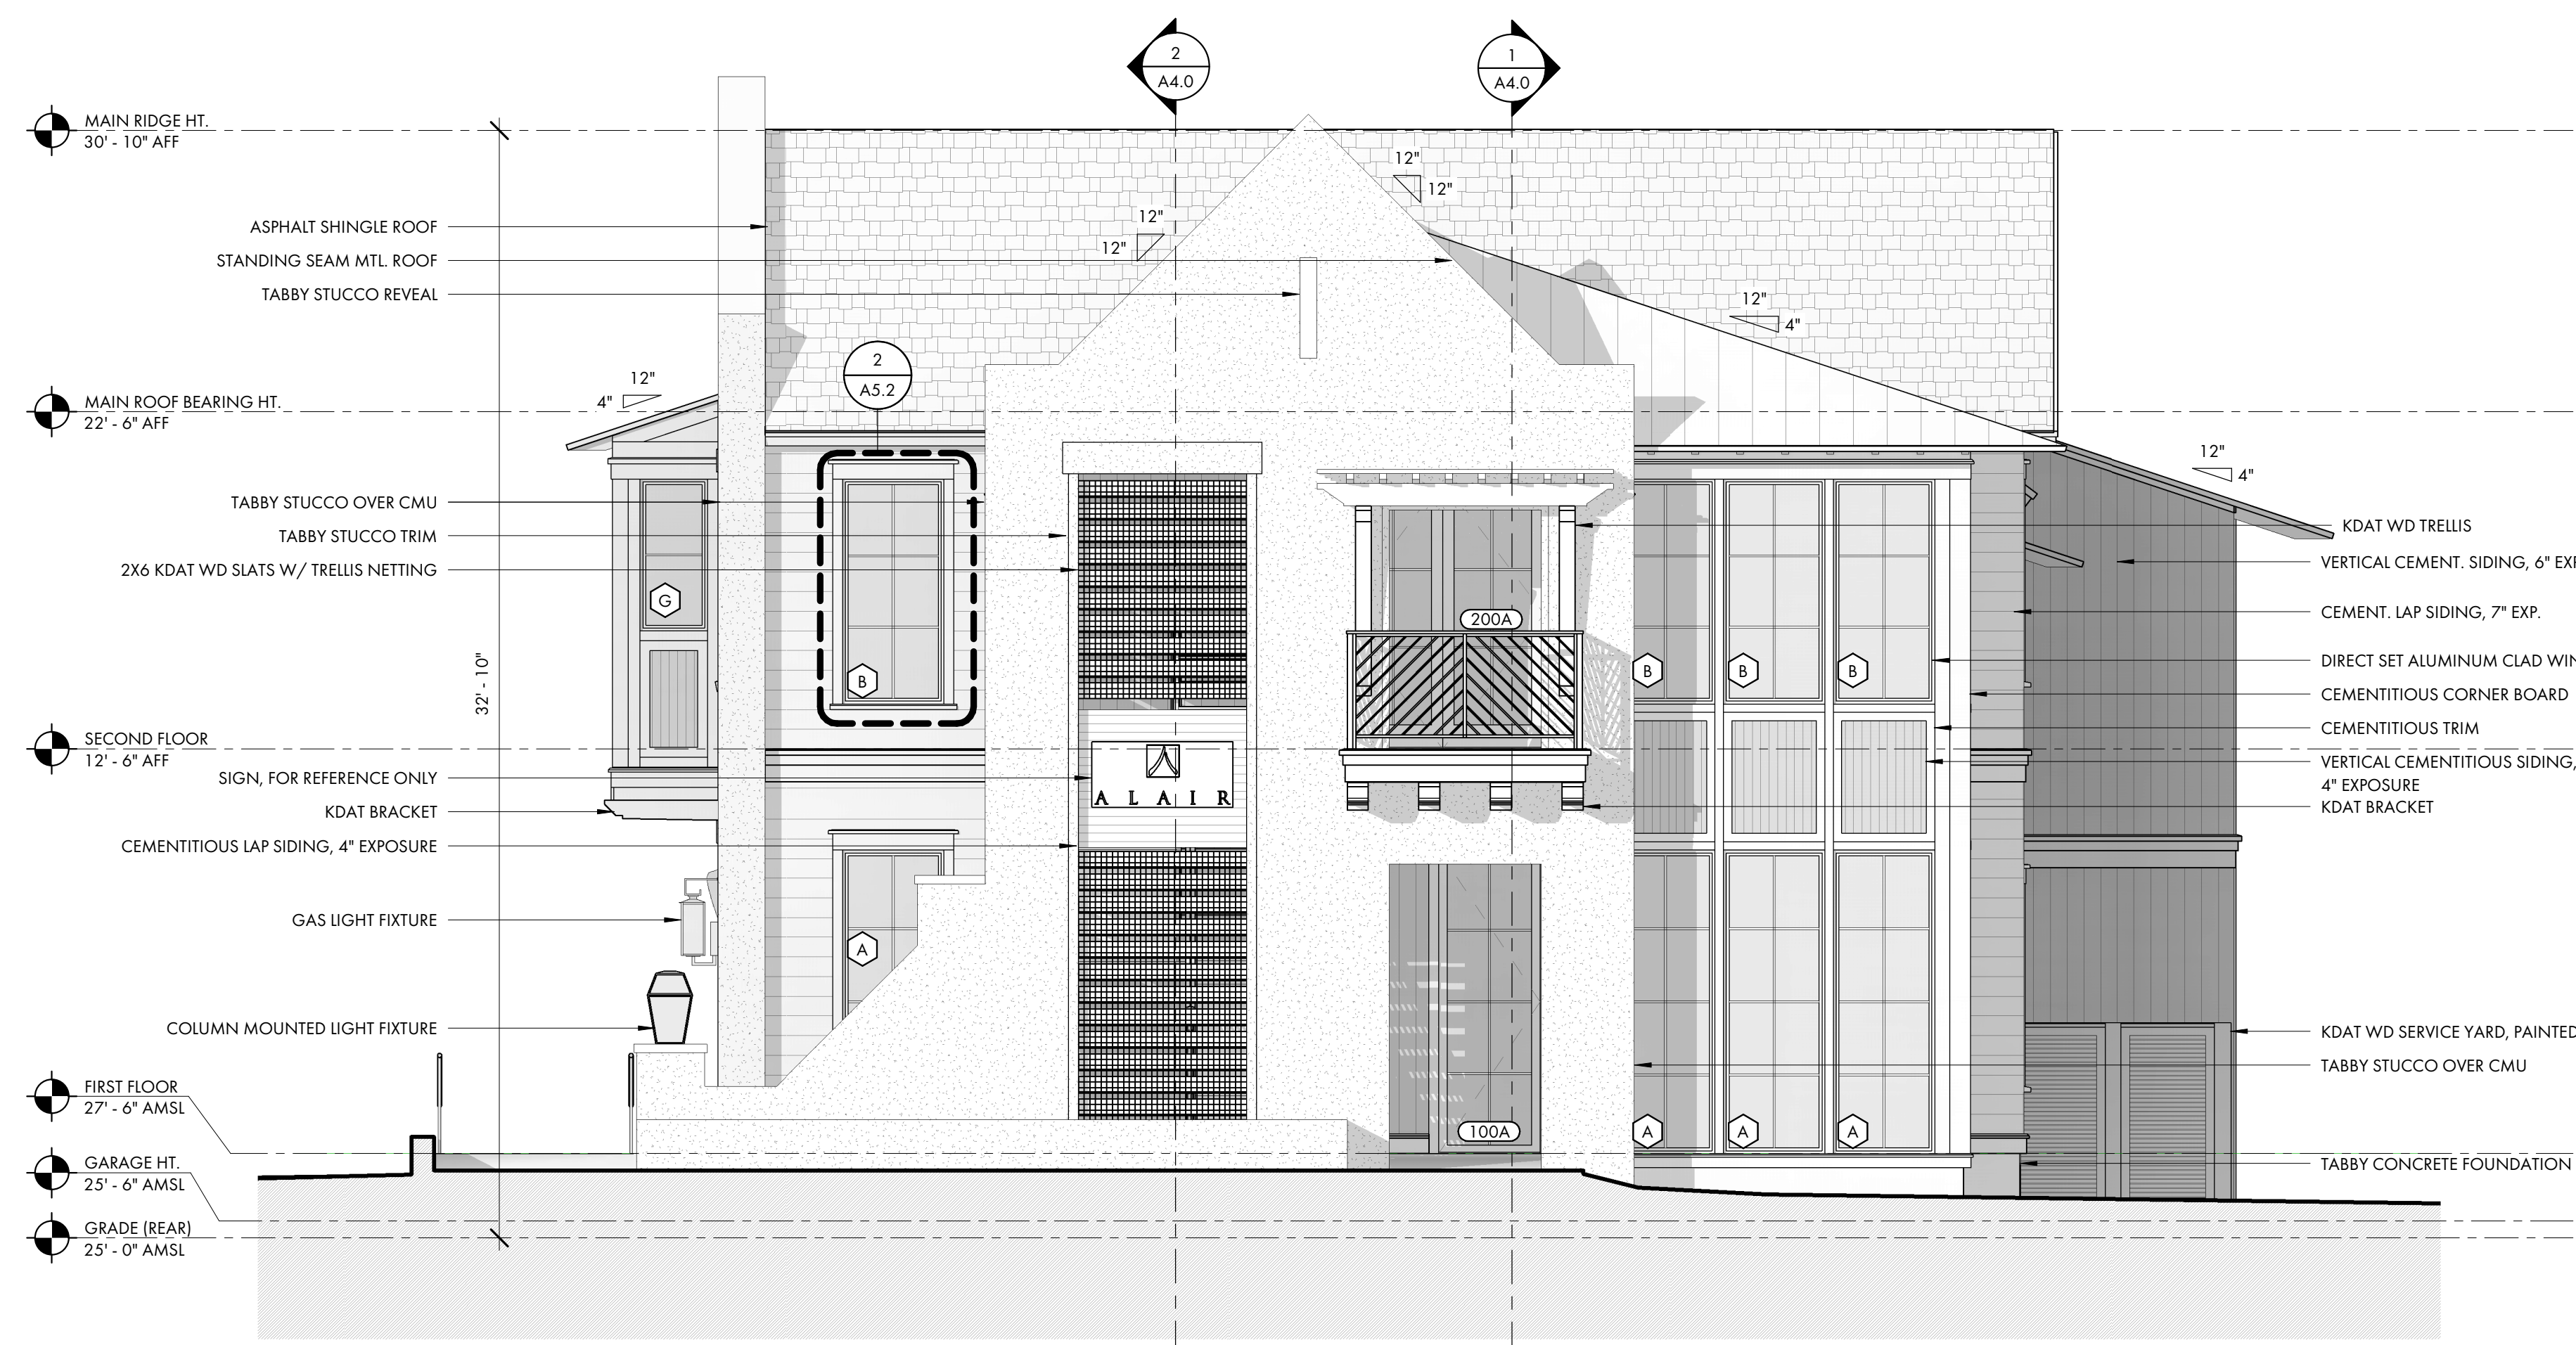 2
A4.0
1
A4.0
MAIN RIDGE HT.
30' - 10" AFF
12"
12"
12"
12"
ASPHALT SHINGLE ROOF
STANDING SEAM MTL. ROOF
TABBY STUCCO REVEAL
12"
4"
2
A5.2
12"
4"
MAIN ROOF BEARING HT.
22' - 6" AFF
12"
4"
TABBY STUCCO OVER CMU
TABBY STUCCO TRIM
2X6 KDAT WD SLATS W/ TRELLIS NETTING
KDAT WD TRELLIS
VERTICAL CEMENT. SIDING, 6"
G
200A
CEMENT. LAP SIDING, 7" EXP.
32' - 10"
B
B
B
B
DIRECT SET ALUMINUM CLAD
CEMENTITIOUS CORNER BOARD
CEMENTITIOUS TRIM
SECOND FLOOR
12' - 6" AFF
VERTICAL CEMENTITIOUS SIDING,
4" EXPOSURE
SIGN, FOR REFERENCE ONLY
ALAIR
KDAT BRACKET
KDAT BRACKET
CEMENTITIOUS LAP SIDING, 4" EXPOSURE
GAS LIGHT FIXTURE
A
COLUMN MOUNTED LIGHT FIXTURE
KDAT WD SERVICE YARD, PAINTED
TABBY STUCCO OVER CMU
FIRST FLOOR
27' - 6" AMSL
100A
A
A
A
GARAGE HT.
25' - 6" AMSL
TABBY CONCRETE FOUNDATION
GRADE (REAR)
25' - 0" AMSL